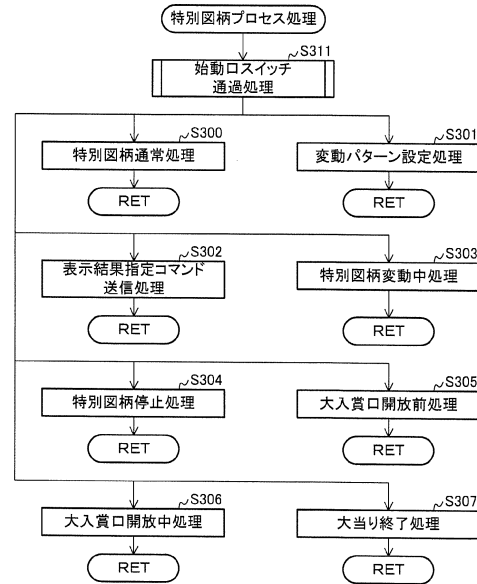 特別図柄プロセス処理
S311
始動口スイッチ
通過処理
S300
特別図柄通常処理
RET
S301
変動パターン設定処理
RET
S302
表示結果指定コマンド
送信処理
RET
S303
特別図柄変動中処理
RET
S304
特別図柄停止処理
RET
S305
大入賞口開放前処理
RET
S306
大入賞口開放中処理
RET
S307
大当り終了処理
RET